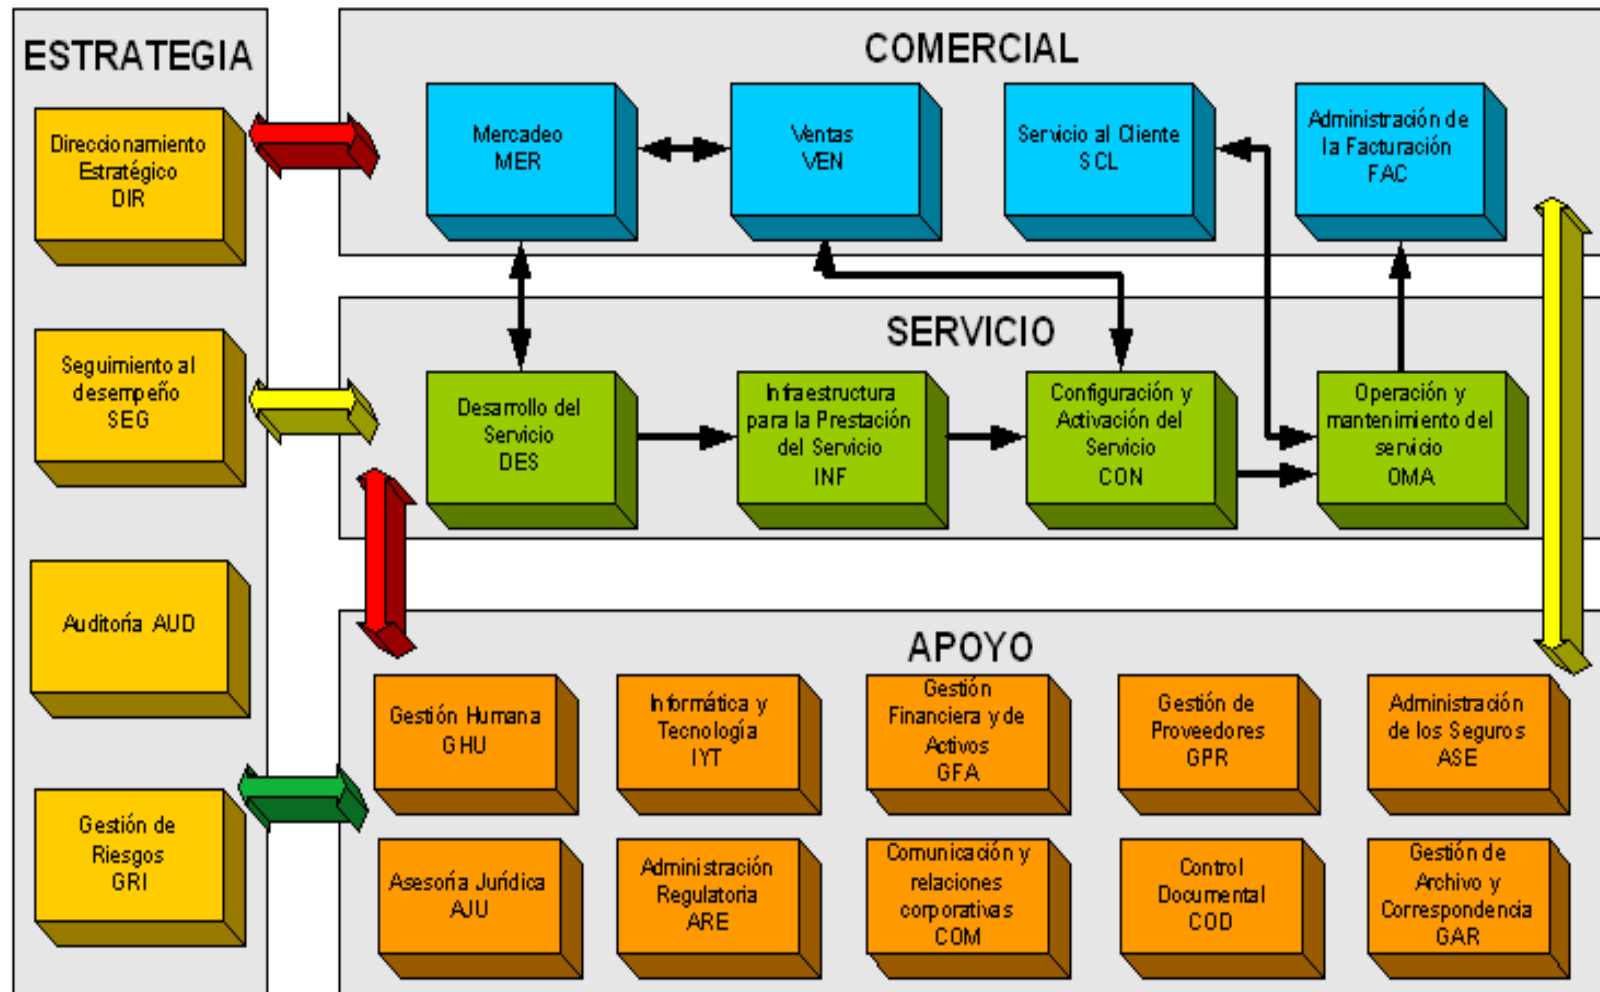 ESTRATEGIA
Direccionamiento
Estratégico
DIR
Seguimiento al
desempeño
SEG
Auditoría AUD
Gestión de
Riesgos
GRI
COMERCIAL
Mercadeo
MER
Ventas
VEN
Servicio al Cliente
SCL
Administración de
la Facturación
FAC
SERVICIO
Desarrollo del
Servicio
DES
Infraestructura
para la Prestación
del Servicio
INF
Configuración y
Activación del
Servicio
CON
Operación y
mantenimiento del
servicio
OMA
APOYO
Gestión Humana
GHU
Informática y
Tecnología
IYT
Gestión
Financiera y de
Activos
GFA
Gestión de
Proveedores
GPR
Administración
de los Seguros
ASE
Asesoría Jurídica
AJU
Administración
Regulatoria
ARE
Comunicación y
relaciones
corporativas
COM
Control
Documental
COD
Gestión de
Archivo y
Correspondencia
GAR